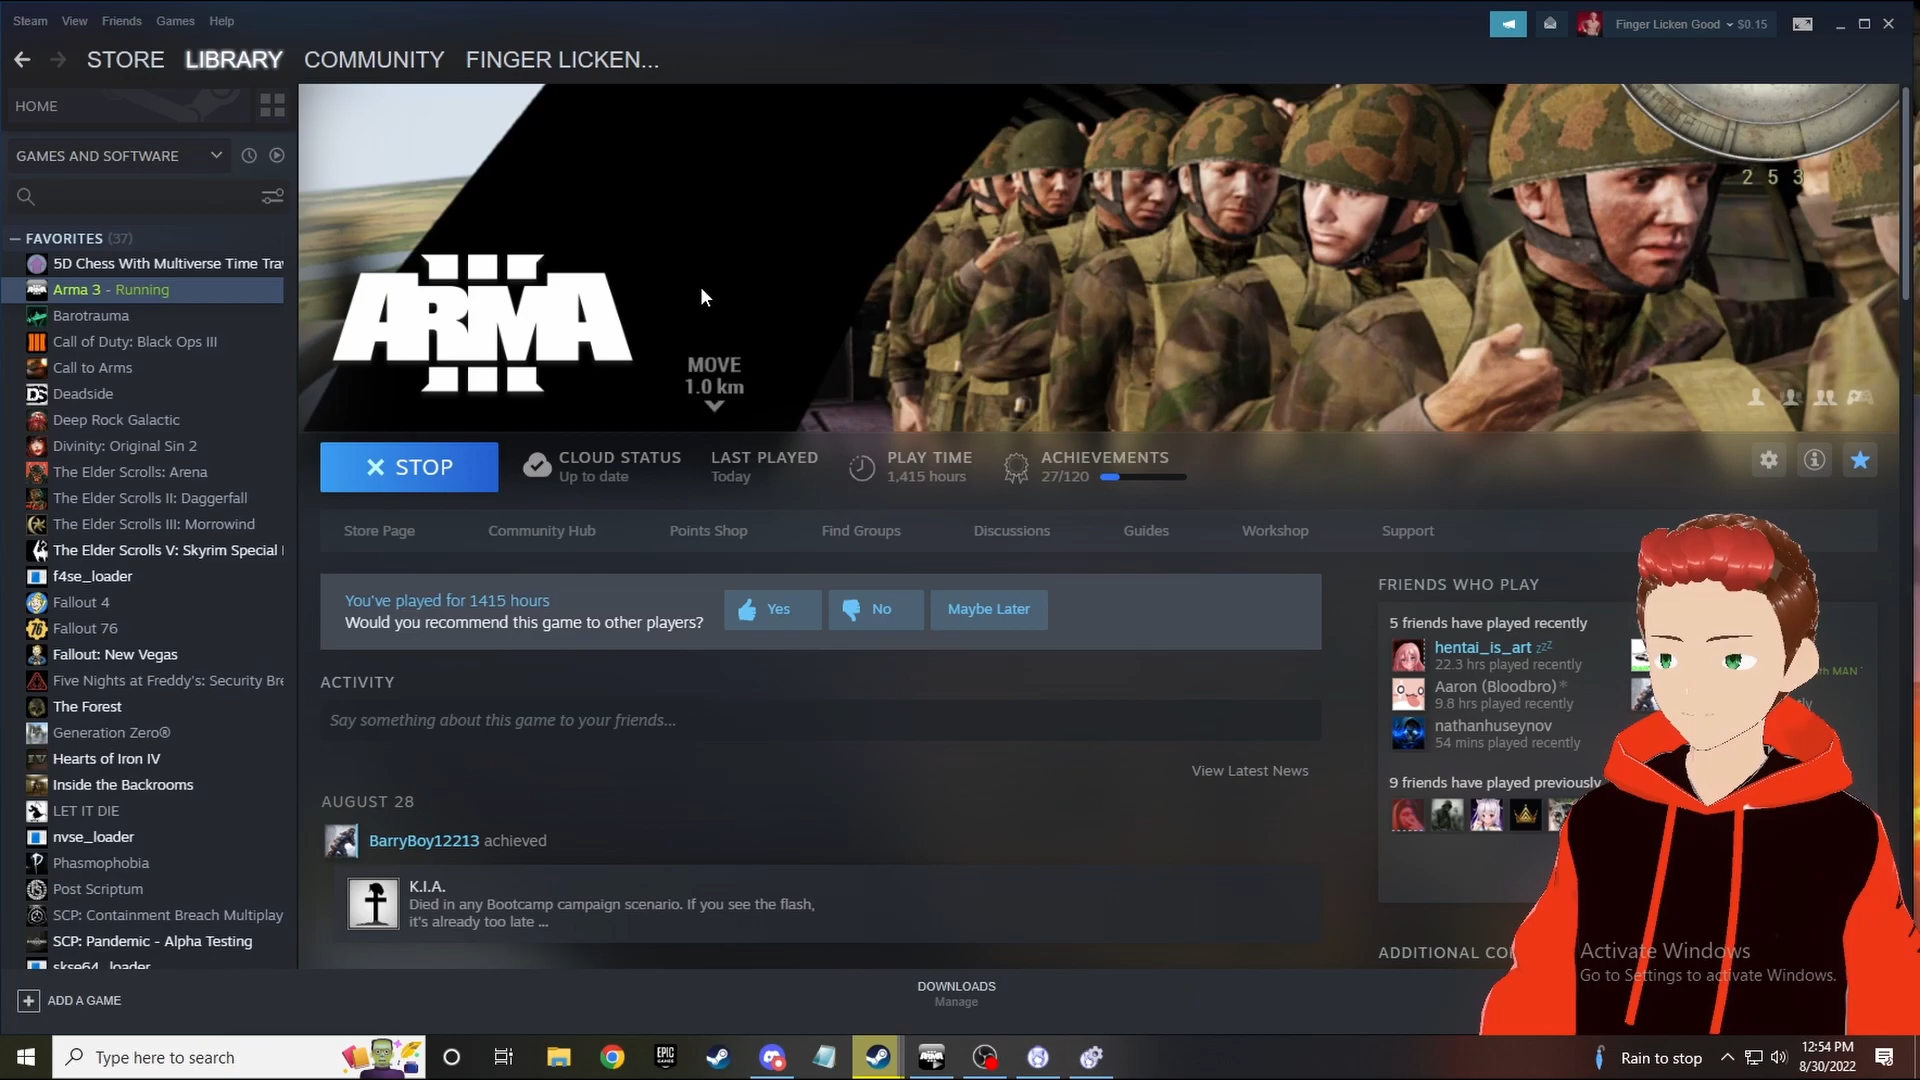 Steam View Friends Games Help
Finger Licken Good $0.15
STORE LIBRARY COMMUNITY FINGER LICKEN...
HOME
GAMES AND SOFTWARE
FAVORITES (37)
5D Chess With Multiverse Time Trav
Arma 3 - Running
Barotrauma
Call of Duty: Black Ops III
Call to Arms
Deadside
Deep Rock Galactic
Divinity: Original Sin 2
The Elder Scrolls: Arena
The Elder Scrolls II: Daggerfall
The Elder Scrolls III: Morrowind
The Elder Scrolls V: Skyrim Special
f4se_loader
Fallout 4
Fallout 76
Fallout: New Vegas
Five Nights at Freddy's: Security Bre
The Forest
Generation Zero®
Hearts of Iron IV
Inside the Backrooms
LET IT DIE
nvse_loader
Phasmophobia
Post Scriptum
SCP: Containment Breach Multiplay
SCP: Pandemic - Alpha Testing
skse64_loader
ADD A GAME
ARMA III
MOVE
1.0 km
2 5 3
STOP
CLOUD STATUS
Up to date
LAST PLAYED
Today
PLAY TIME
1,415 hours
ACHIEVEMENTS
27/120
Store Page Community Hub Points Shop Find Groups Discussions Guides Workshop Support
You've played for 1415 hours
Would you recommend this game to other players?
Yes
No
Maybe Later
ACTIVITY
Say something about this game to your friends...
View Latest News
AUGUST 28
BarryBoy12213 achieved
K.I.A.
Died in any Bootcamp campaign scenario. If you see the flash,
it's already too late ...
FRIENDS WHO PLAY
5 friends have played recently
hentai_is_art zzz
22.3 hrs played recently
Aaron (Bloodbro) *
9.8 hrs played recently
nathanhuseynov
54 mins played recently
9 friends have played previously
Activate Windows
Go to Settings to activate Windows.
DOWNLOADS
Manage
Type here to search
EPIC GAMES
Rain to stop
12:54 PM
8/30/2022